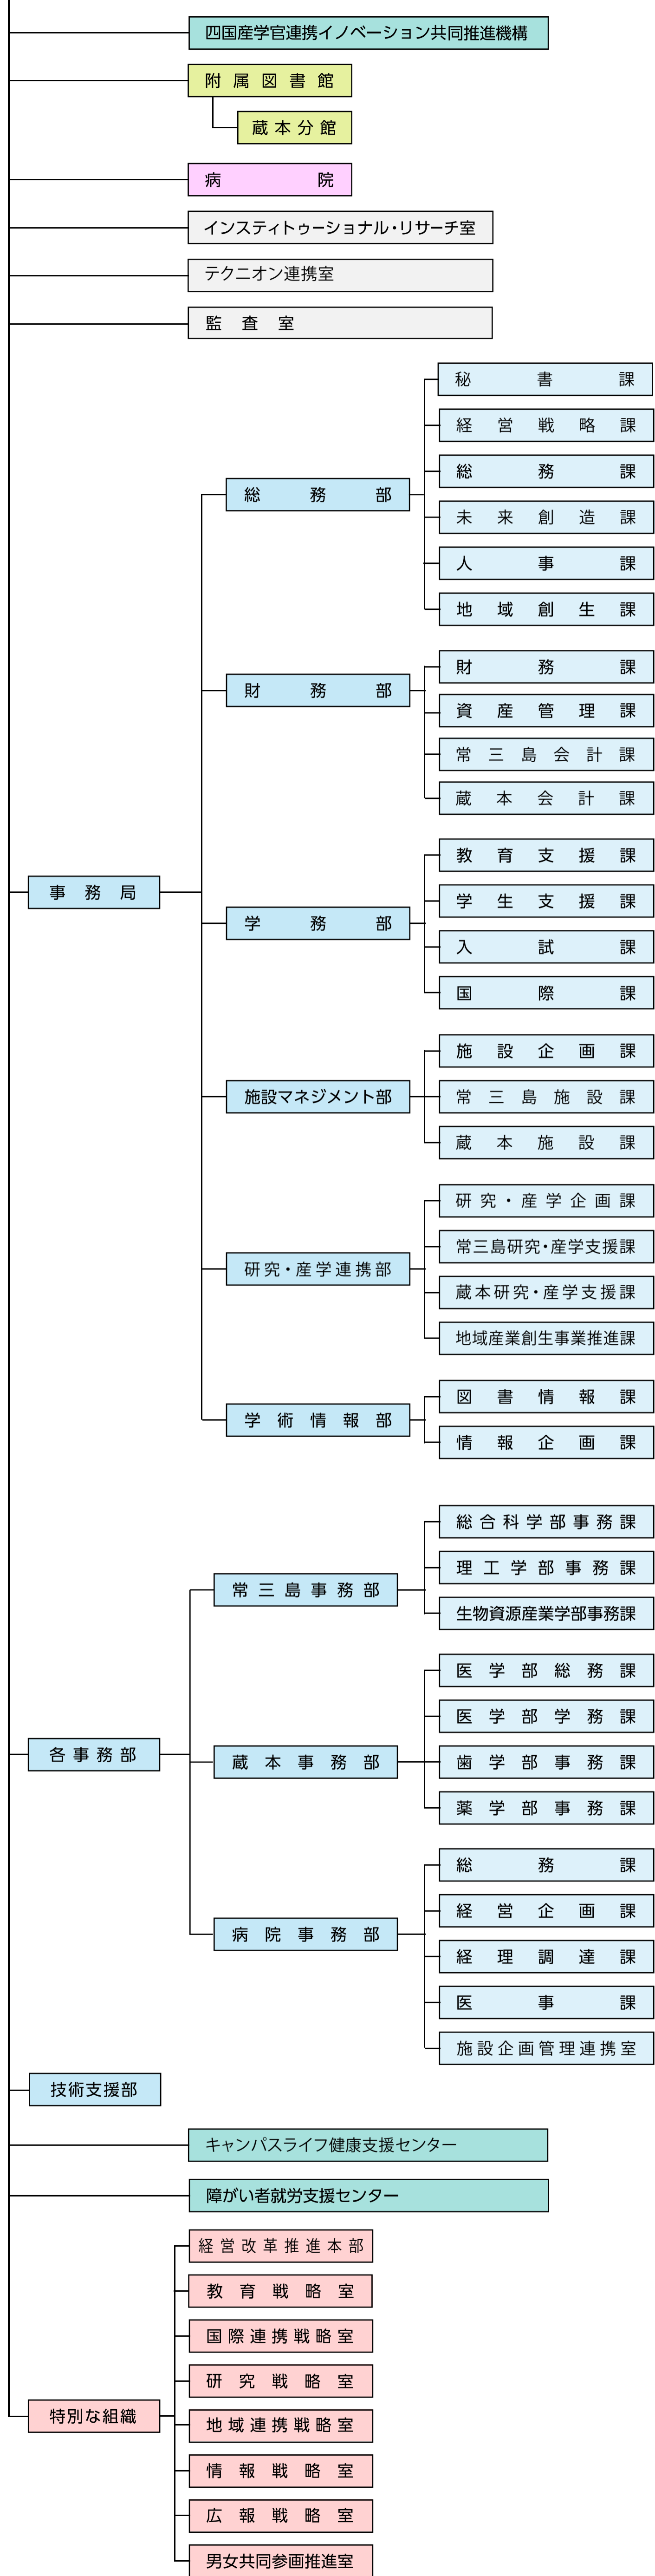 四国産学官連携イノベーション共同推進機構
附属図書館
蔵本分館
病院
インスティトゥーショナル・リサーチ室
テクニオン連携室
監査室
事務局
総務部
秘書課
経営戦略課
総務課
未来創造課
人事課
地域創生課
財務部
財務課
資産管理課
常三島会計課
蔵本会計課
学務部
教育支援課
学生支援課
入試課
国際課
施設マネジメント部
施設企画課
常三島施設課
蔵本施設課
研究・産学連携部
研究・産学企画課
常三島研究・産学支援課
蔵本研究・産学支援課
地域産業創生事業推進課
学術情報部
図書情報課
情報企画課
各事務部
常三島事務部
総合科学部事務課
理工学部事務課
生物資源産業学部事務課
蔵本事務部
医学部総務課
医学部学務課
歯学部事務課
薬学部事務課
病院事務部
総務課
経営企画課
経理調達課
医事課
施設企画管理連携室
技術支援部
キャンパスライフ健康支援センター
障がい者就労支援センター
特別な組織
経営改革推進本部
教育戦略室
国際連携戦略室
研究戦略室
地域連携戦略室
情報戦略室
広報戦略室
男女共同参画推進室